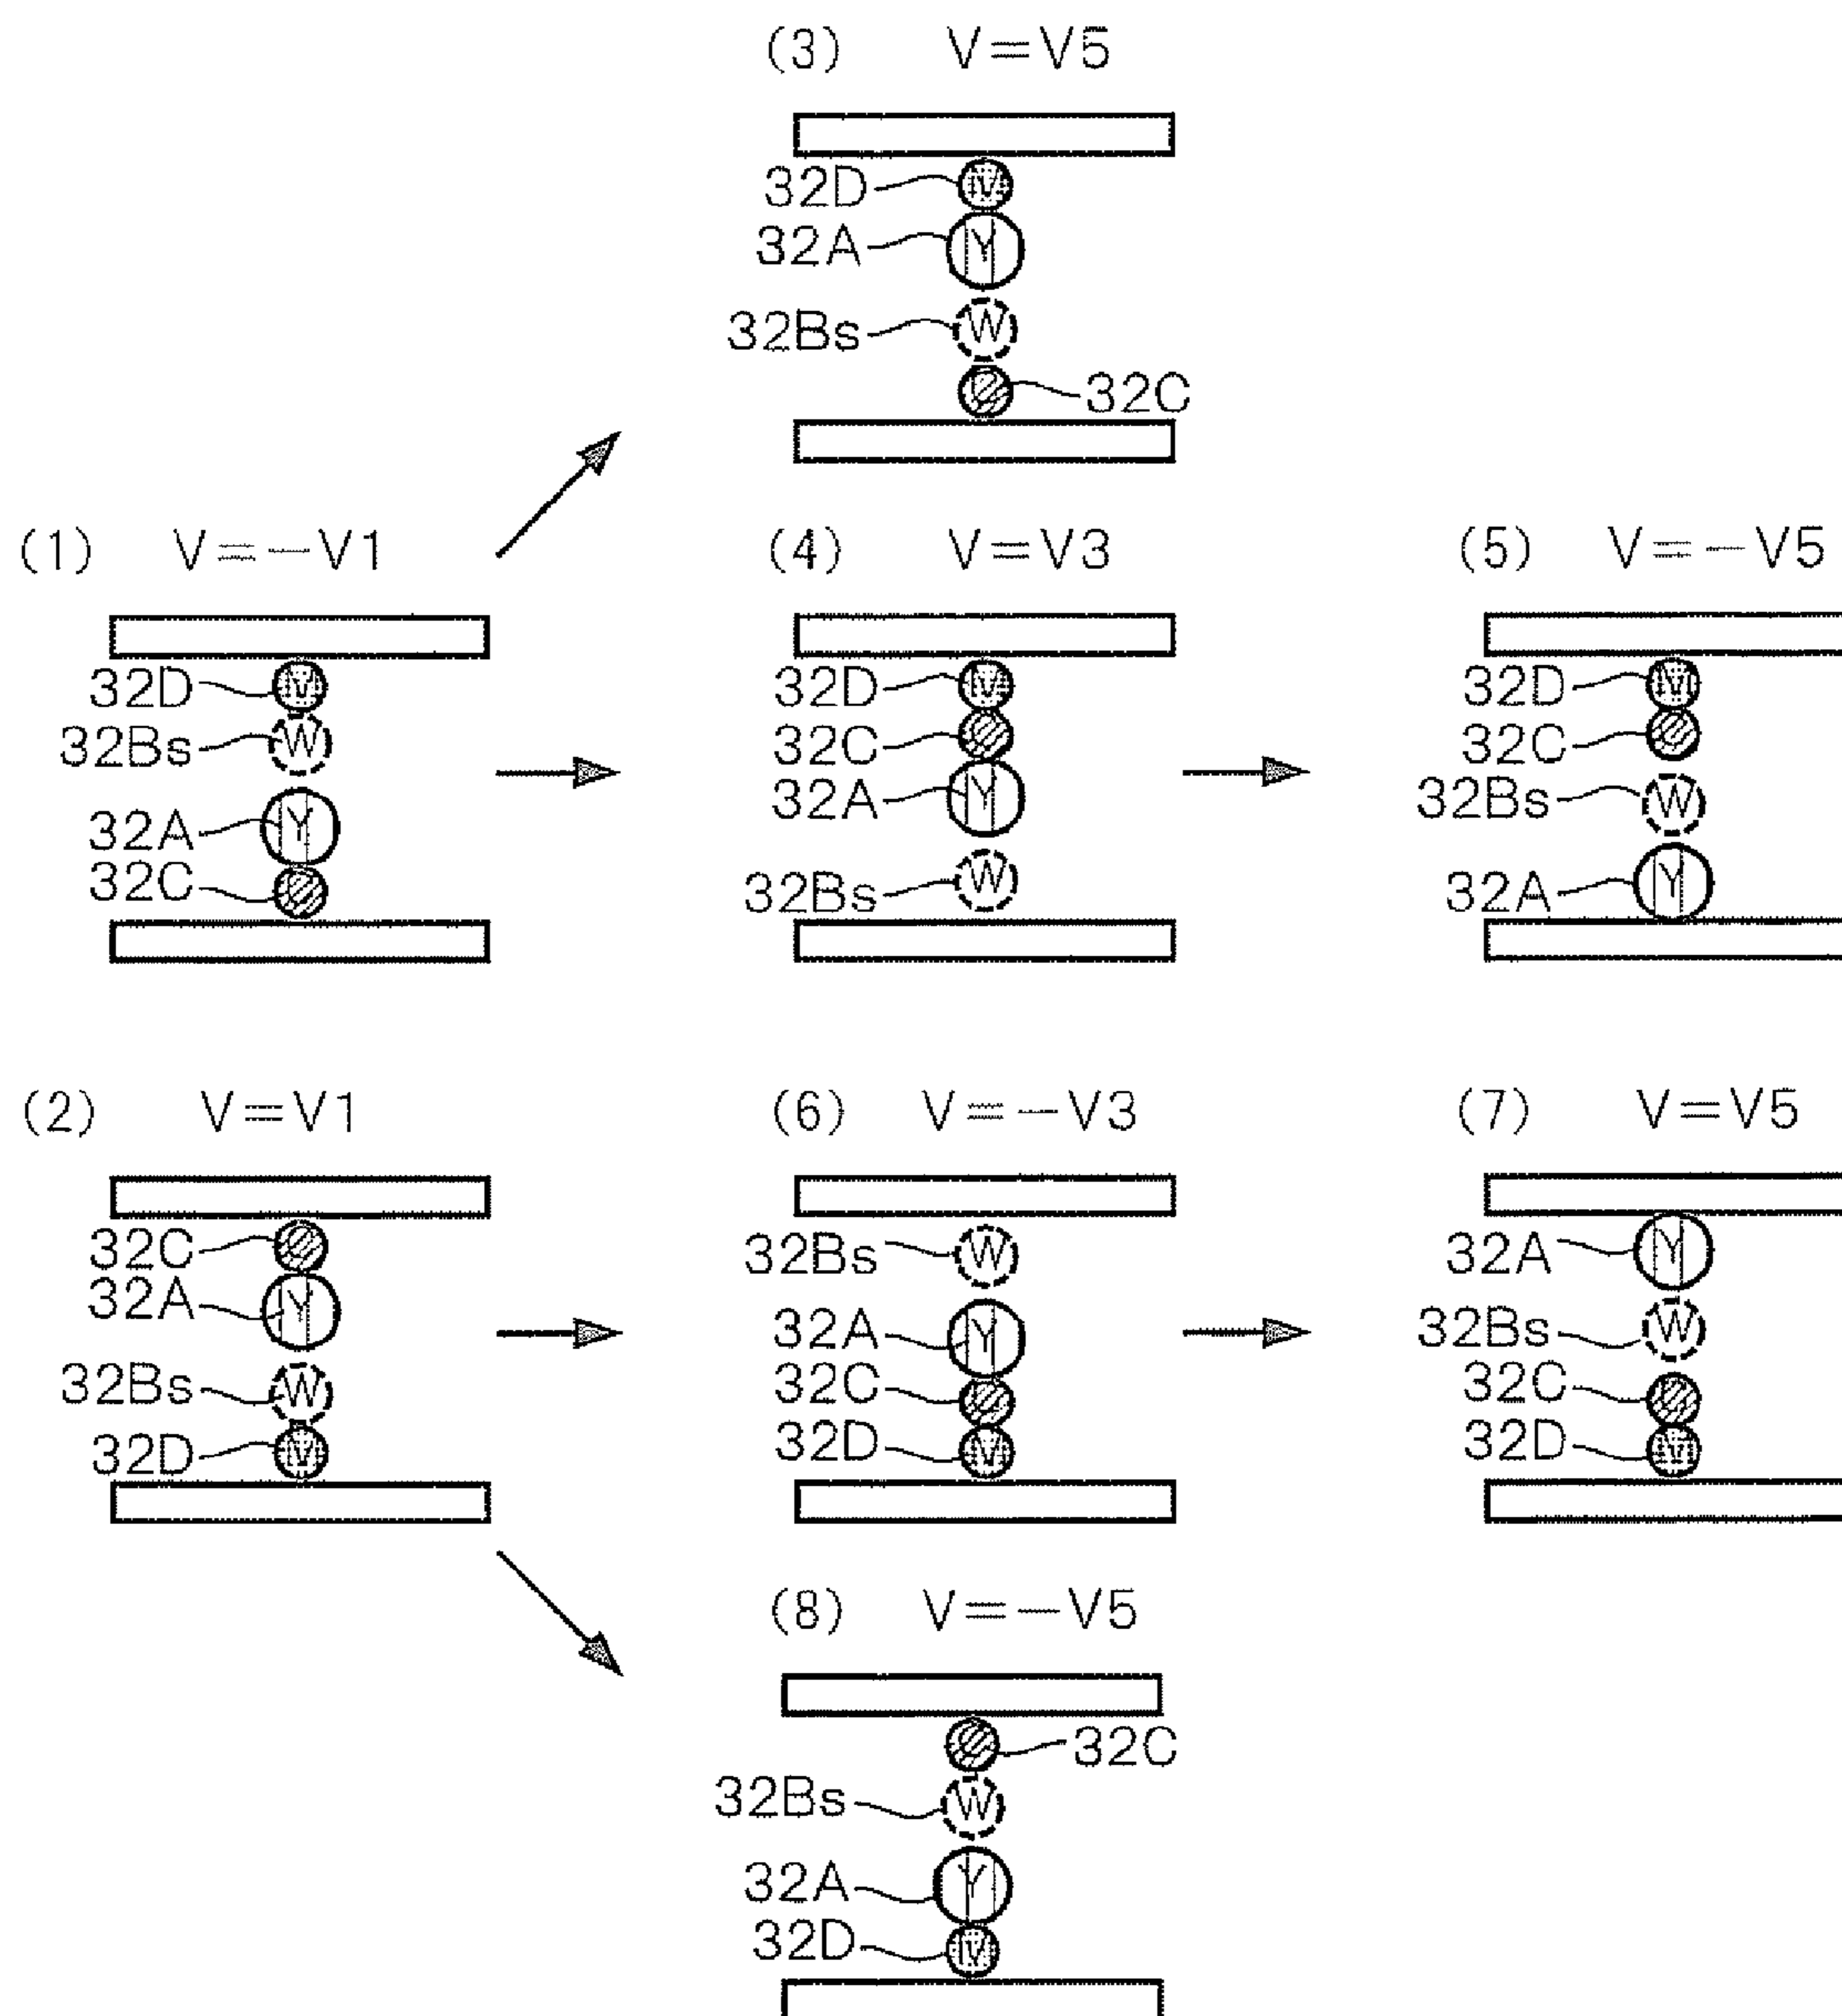 (3) V=V5
32D M
32A Y
32Bs W
C 32C
(1) V=-V1
32D M
32Bs W
32A Y
32C C
(4) V=V3
32D M
32C C
32A Y
32Bs W
(5) V=-V5
32D M
32C C
32Bs W
32A Y
(2) V=V1
32C C
32A Y
32Bs W
32D M
(6) V=-V3
32Bs W
32A Y
32C C
32D M
(7) V=V5
32A Y
32Bs W
32C C
32D M
(8) V=-V5
C 32C
32Bs W
32A Y
32D M